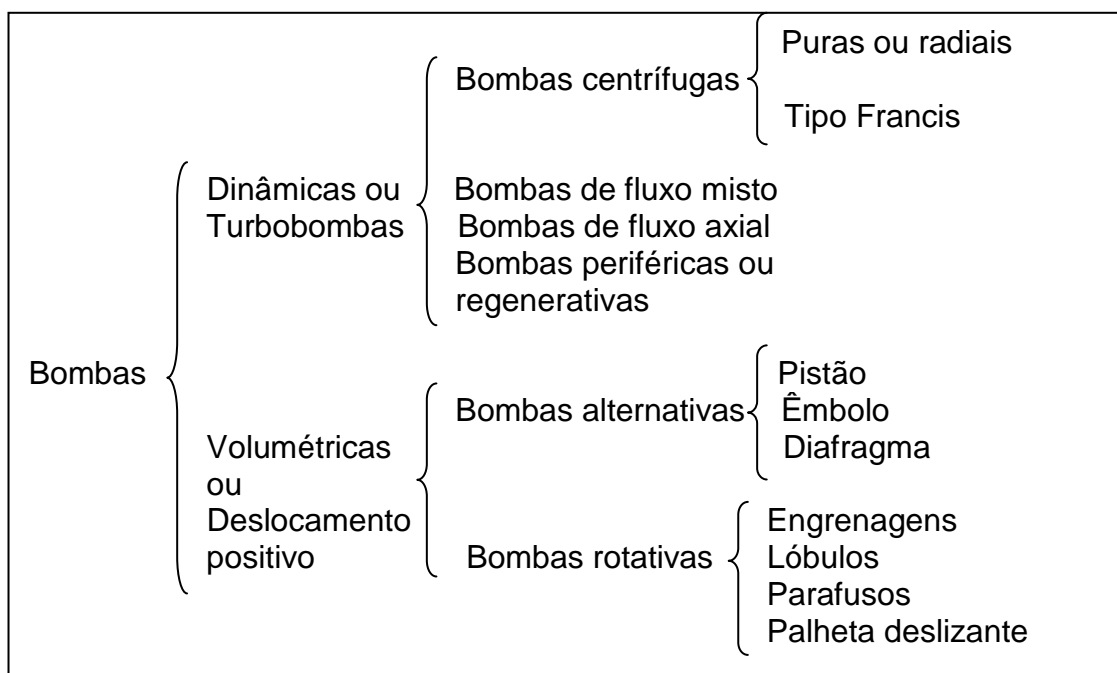 Bombas
Dinâmicas ou
Turbobombas
Bombas centrífugas
Puras ou radiais
Tipo Francis
Bombas de fluxo misto
Bombas de fluxo axial
Bombas periféricas ou
regenerativas
Volumétricas
ou
Deslocamento
positivo
Bombas alternativas
Pistão
Êmbolo
Diafragma
Bombas rotativas
Engrenagens
Lóbulos
Parafusos
Palheta deslizante